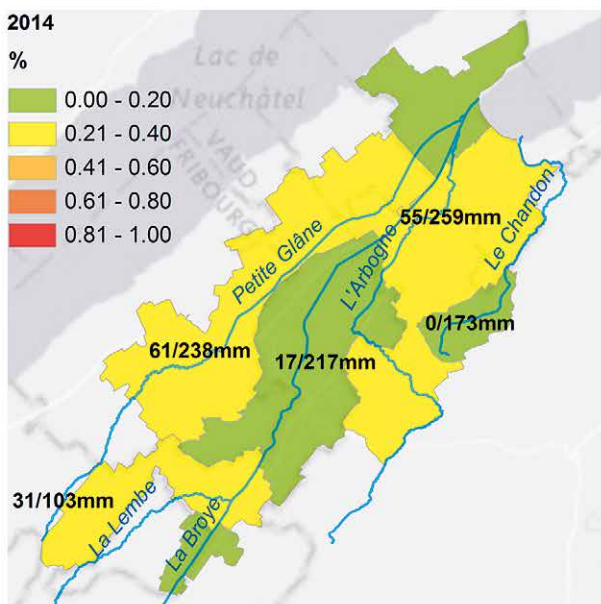 2014
%
0.00 - 0.20
0.21 - 0.40
0.41 - 0.60
0.61 - 0.80
0.81 - 1.00
Lac de
Neuchâtel
VAUD
FRIBOURG
Petite Glâne
L'Arbogne
Le Chandon
55/259mm
0/173mm
61/238mm
17/217mm
31/103mm
La Lembe
La Broye